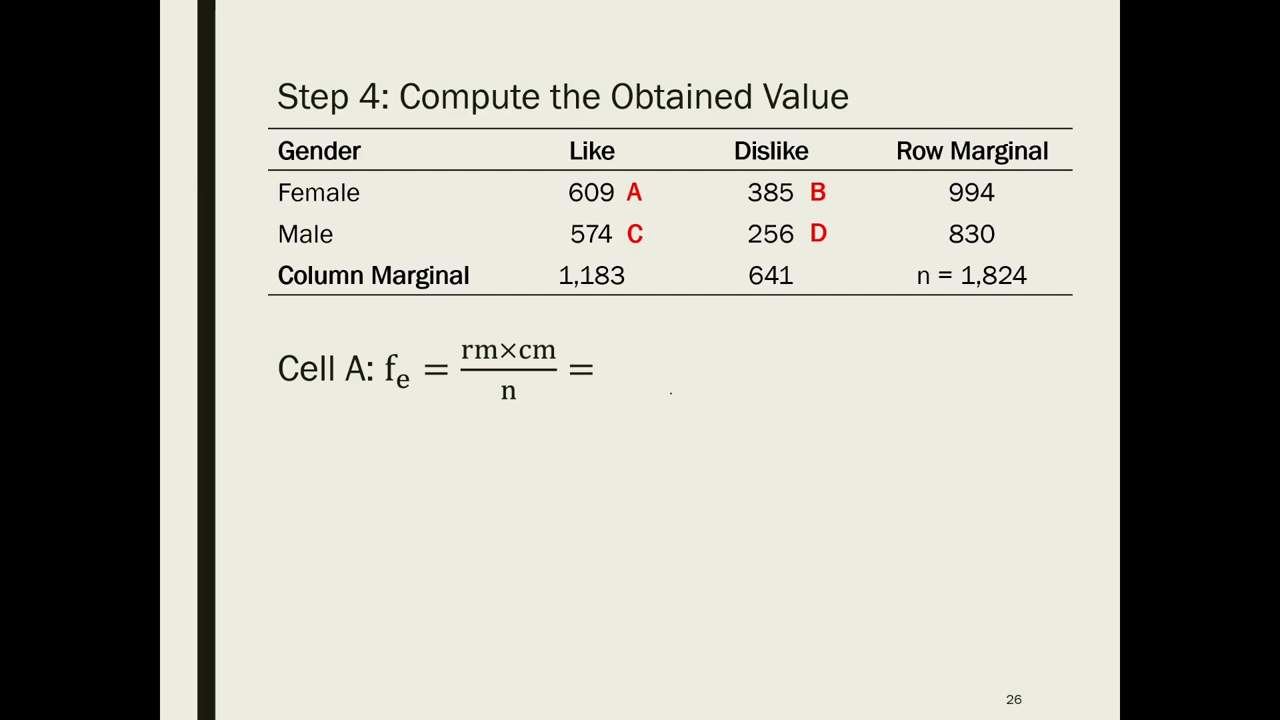 Step 4: Compute the Obtained Value
Gender Like Dislike Row Marginal
Female 609 A 385 B 994
Male 574 C 256 D 830
Column Marginal 1,183 641 n = 1,824
Cell A: fₑ = rm×cm / n =
26